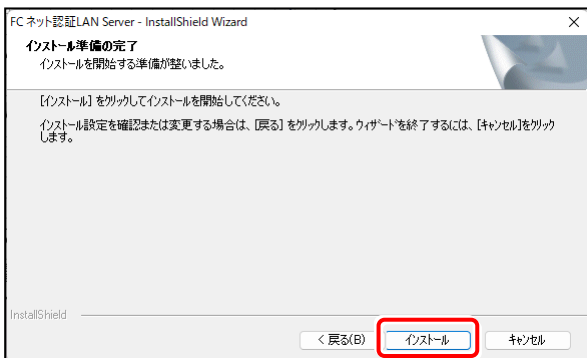 FC ネット認証LAN Server - InstallShield Wizard
インストール準備の完了
インストールを開始する準備が整いました。
[インストール] をクリックしてインストールを開始してください。
インストール設定を確認または変更する場合は、[戻る] をクリックします。ウィザードを終了するには、[キャンセル]をクリック
します。
InstallShield
< 戻る(B)
インストール
キャンセル